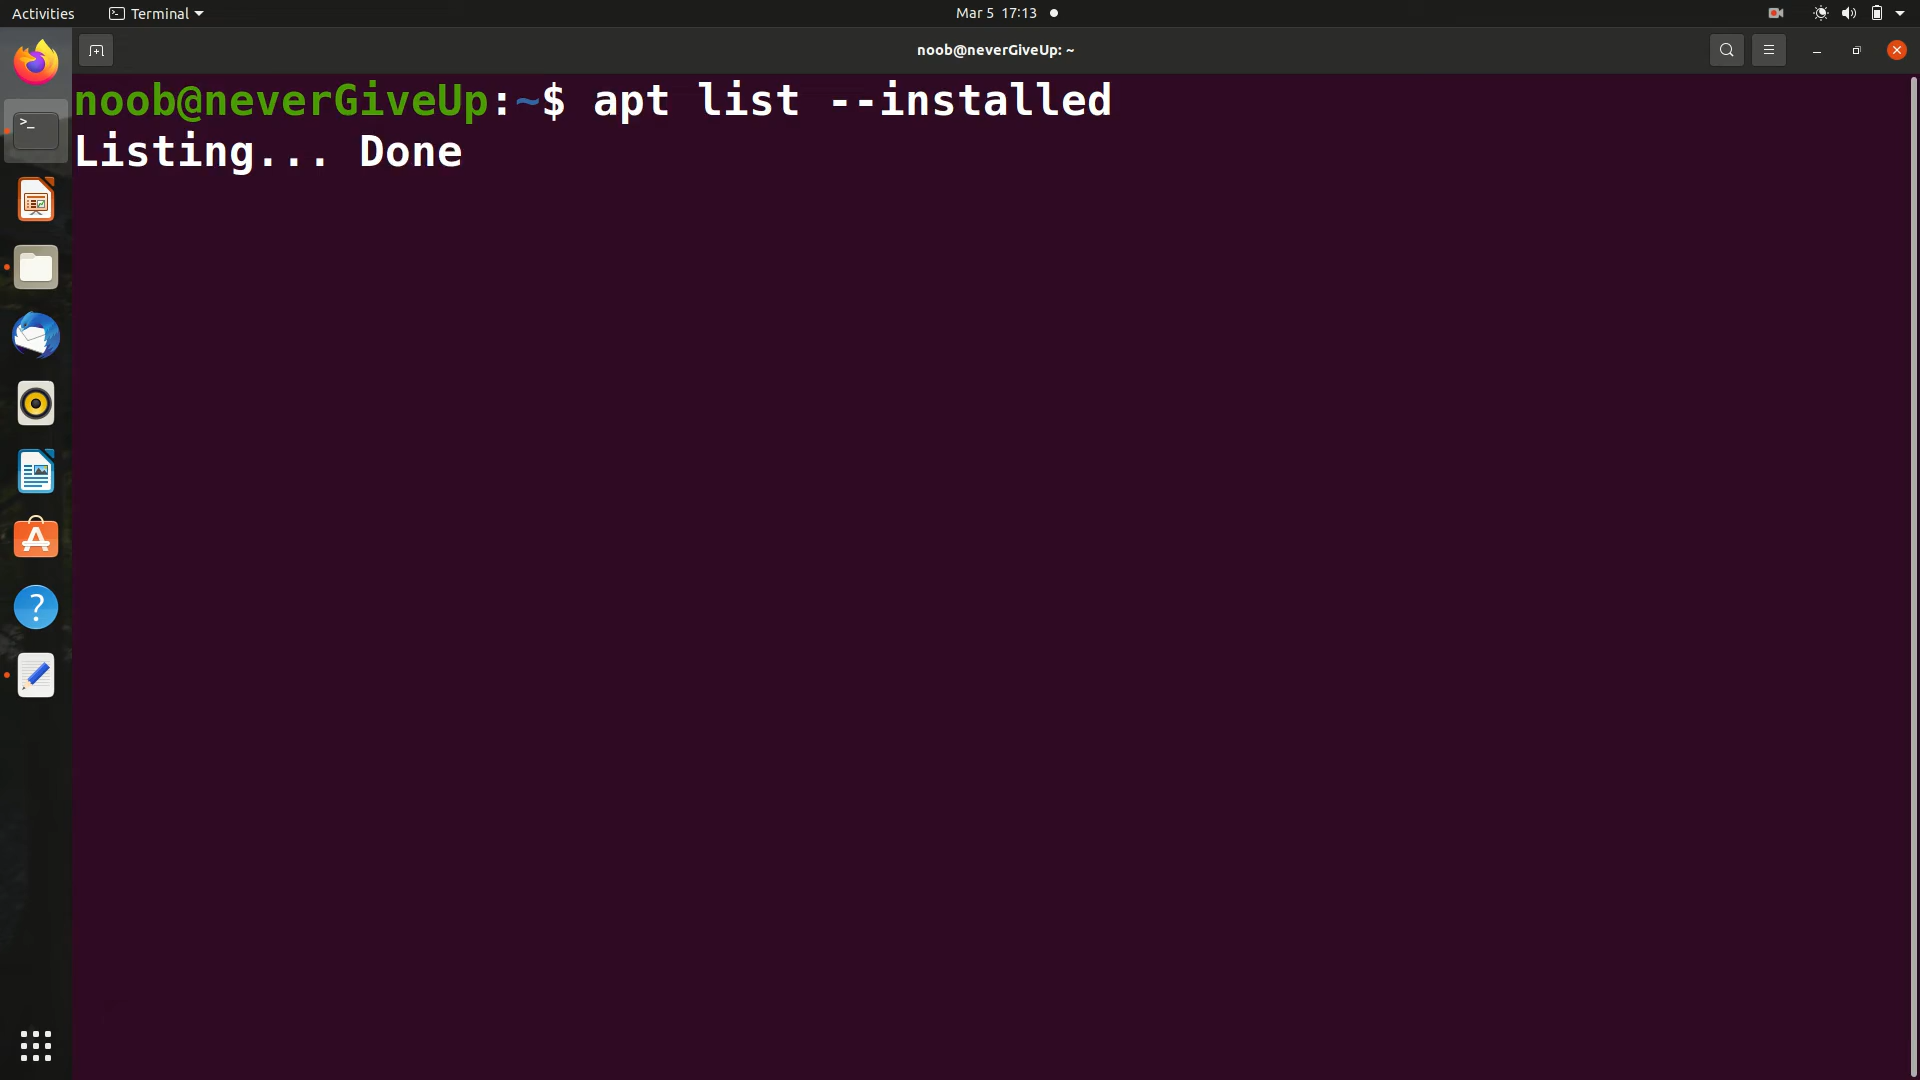 Activities
Terminal
Mar 5 17:13
noob@neverGiveUp: ~
noob@neverGiveUp:~$ apt list --installed
Listing... Done